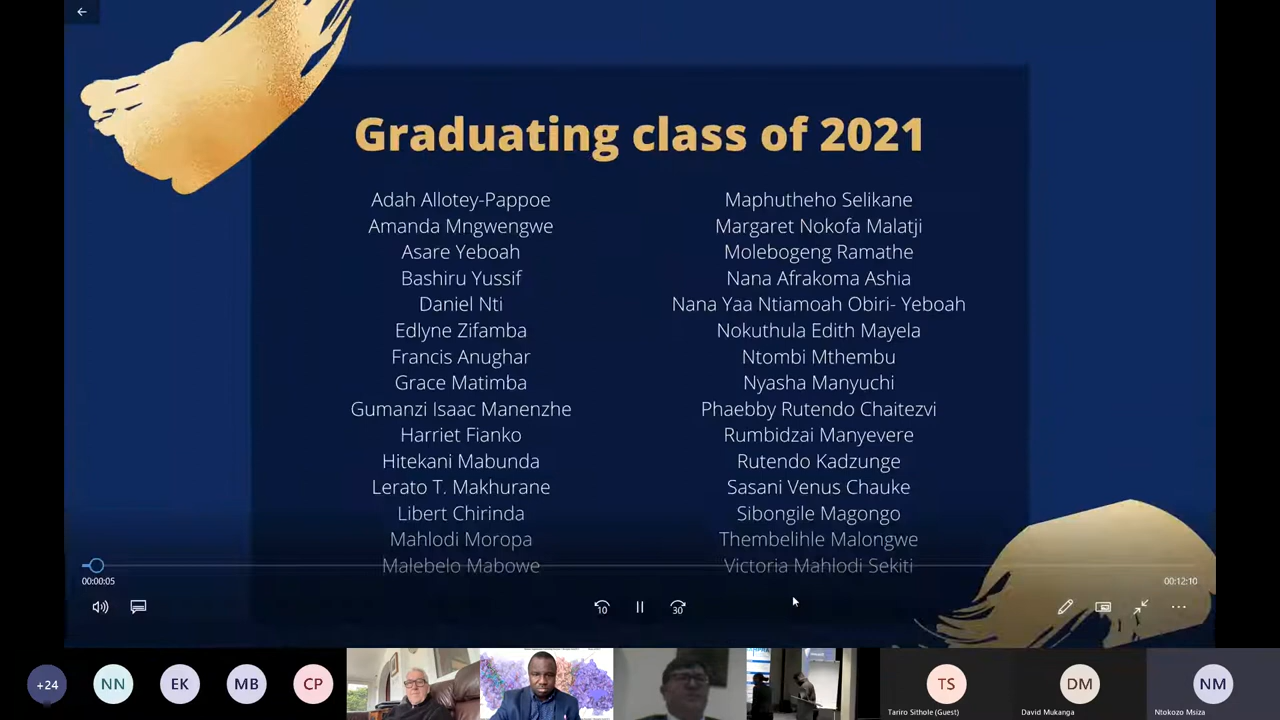 Graduating class of 2021
Adah Allotey-Pappoe
Amanda Mngwengwe
Asare Yeboah
Bashiru Yussif
Daniel Nti
Edlyne Zifamba
Francis Anughar
Grace Matimba
Gumanzi Isaac Manenzhe
Harriet Fianko
Hitekani Mabunda
Lerato T. Makhurane
Libert Chirinda
Mahlodi Moropa
Malebelo Mabowe
Maphutheho Selikane
Margaret Nokofa Malatji
Molebogeng Ramathe
Nana Afrakoma Ashia
Nana Yaa Ntiamoah Obiri- Yeboah
Nokuthula Edith Mayela
Ntombi Mthembu
Nyasha Manyuchi
Phaebby Rutendo Chaitezvi
Rumbidzai Manyevere
Rutendo Kadzunge
Sasani Venus Chauke
Sibongile Magongo
Thembelihle Malongwe
Victoria Mahlodi Sekiti
00:00:05
00:12:10
10
30
+24
NN
EK
MB
CP
TS
Tariro Sithole (Guest)
DM
David Mukanga
NM
Ntokozo Msiza